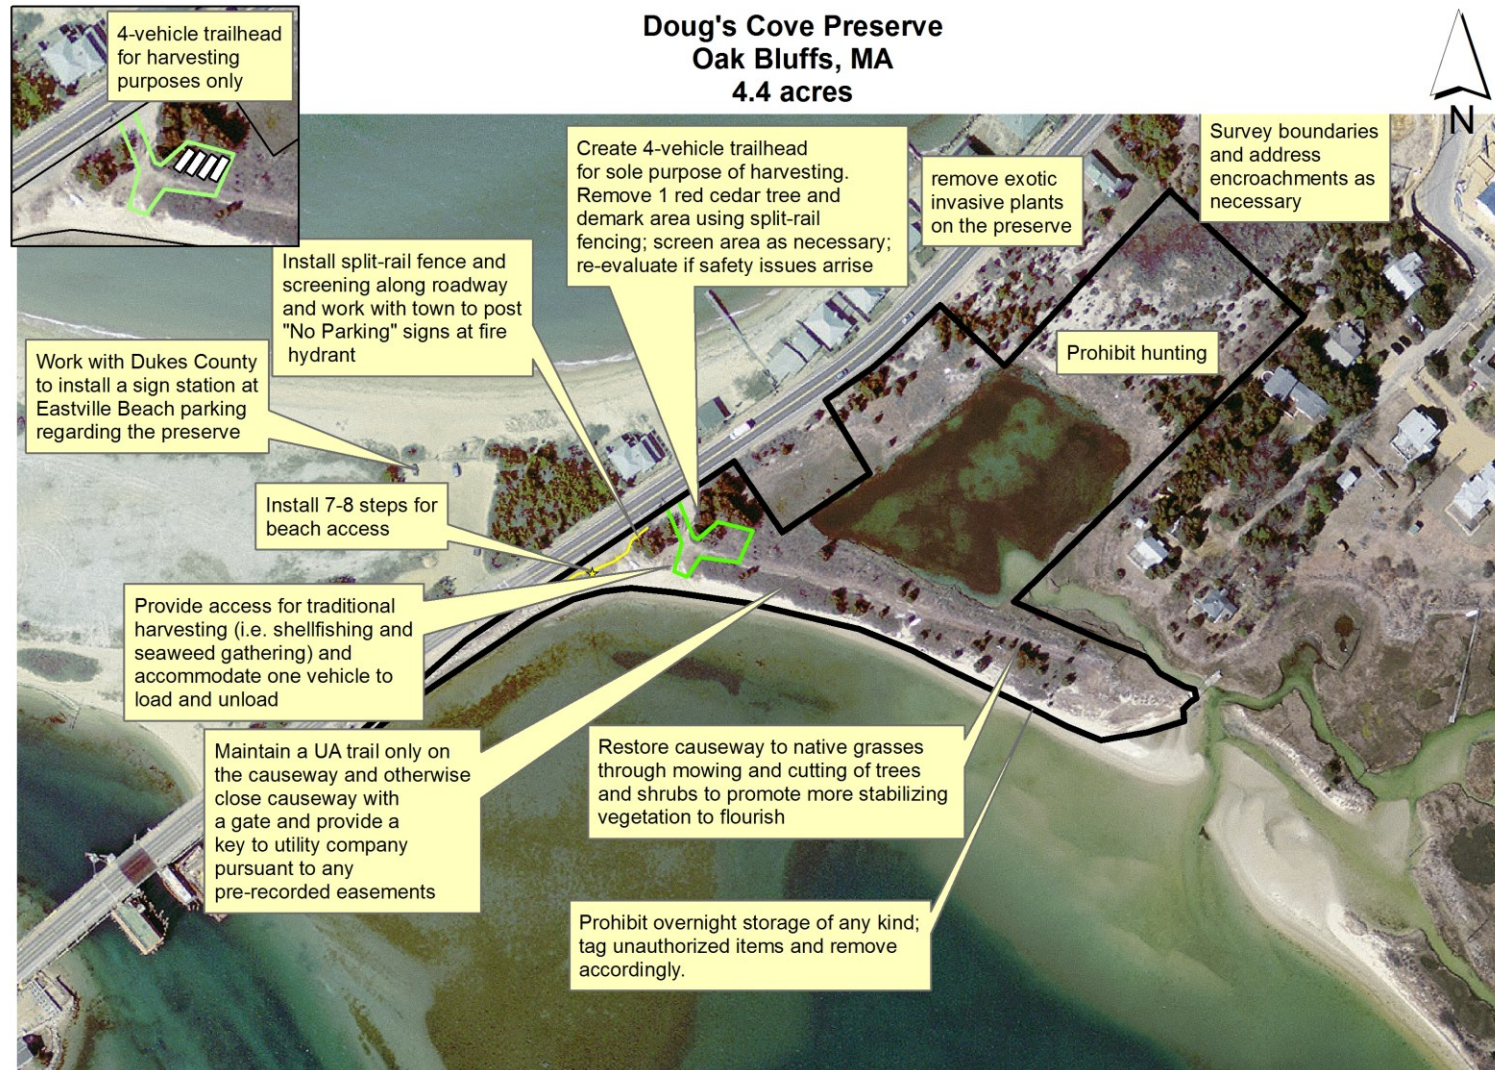 Doug's Cove Preserve
Oak Bluffs, MA
4.4 acres
N
4-vehicle trailhead
for harvesting
purposes only
Create 4-vehicle trailhead
for sole purpose of harvesting.
Remove 1 red cedar tree and
demark area using split-rail
fencing; screen area as necessary;
re-evaluate if safety issues arrise
remove exotic
invasive plants
on the preserve
Survey boundaries
and address
encroachments as
necessary
Install split-rail fence and
screening along roadway
and work with town to post
"No Parking" signs at fire
hydrant
Prohibit hunting
Work with Dukes County
to install a sign station at
Eastville Beach parking
regarding the preserve
Install 7-8 steps for
beach access
Provide access for traditional
harvesting (i.e. shellfishing and
seaweed gathering) and
accommodate one vehicle to
load and unload
Maintain a UA trail only on
the causeway and otherwise
close causeway with
a gate and provide a
key to utility company
pursuant to any
pre-recorded easements
Restore causeway to native grasses
through mowing and cutting of trees
and shrubs to promote more stabilizing
vegetation to flourish
Prohibit overnight storage of any kind;
tag unauthorized items and remove
accordingly.